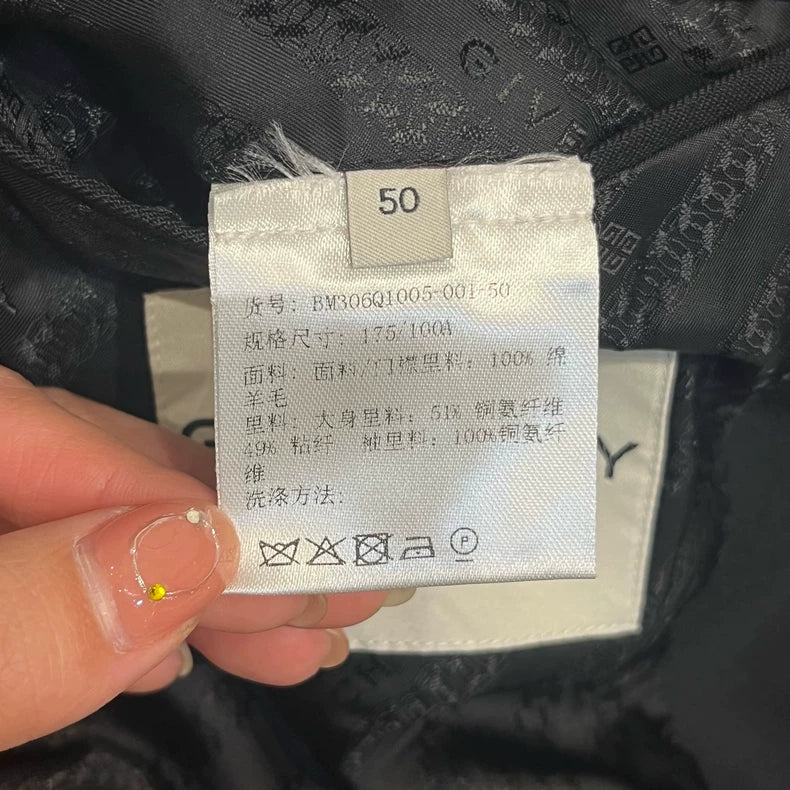 50
货号: BM306Q1005-001-50
规格尺寸: 175/100A
面料: 面料/门襟里料: 100% 绵
羊毛
里料: 大身里料: 51% 铜氨纤维
49% 粘纤 袖里料: 100%铜氨纤
维
洗涤方法:
P